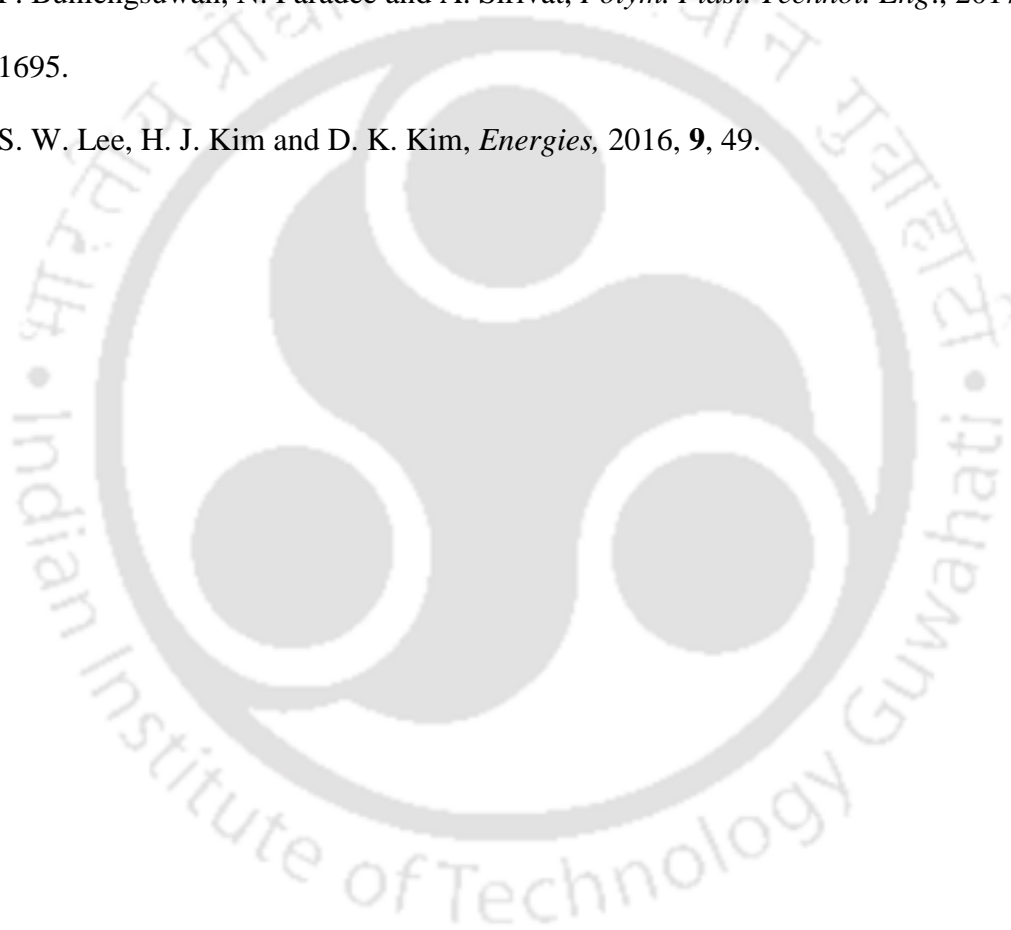 N. Paradee and A. Sirivat, Polym. Plast. Technol. Eng., 201
1695.
S. W. Lee, H. J. Kim and D. K. Kim, Energies, 2016, 9, 49.
• Indian Institute of Technology Guwahati •